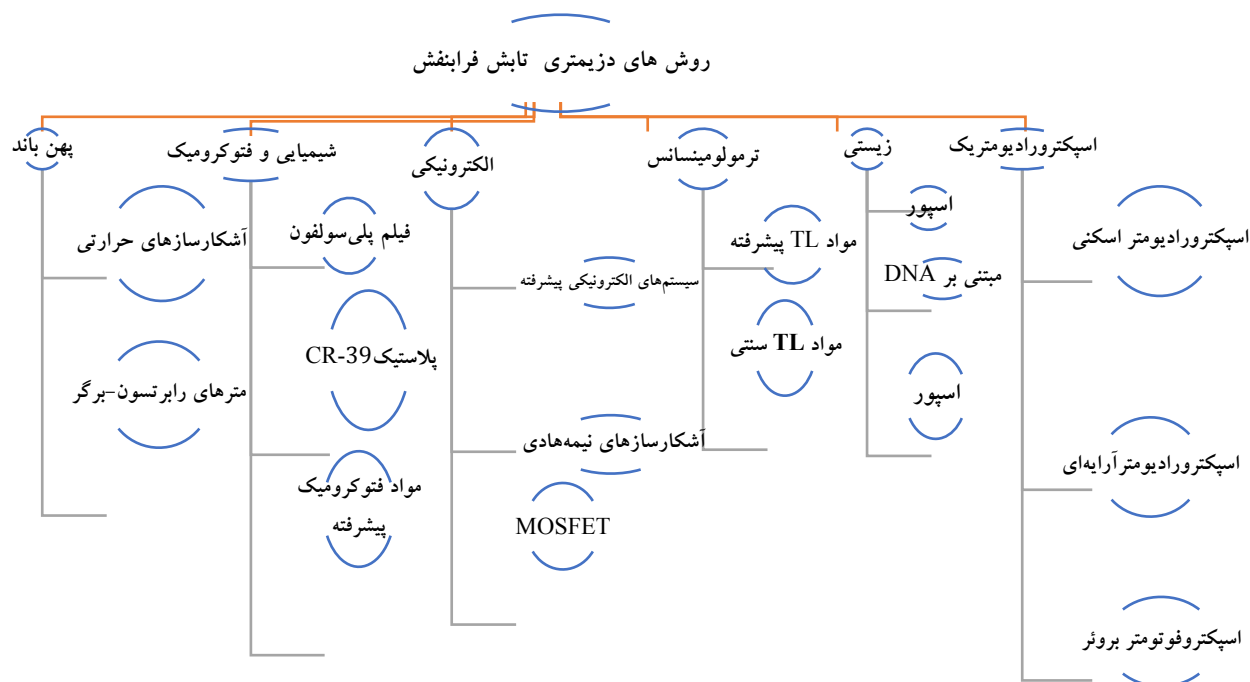 روش های دزیمتری تابش فرابنفش
اسپکترورادیومتریک
اسپکترورادیومتر اسکنی
اسپکترورادیومترآرایه‌ای
اسپکتروفوتومتر بروئر
زیستی
اسپور
مبتنی بر DNA
اسپور
ترمولومینسانس
مواد TL پیشرفته
مواد TL سنتی
الکترونیکی
سیستم‌های الکترونیکی پیشرفته
آشکارسازهای نیمه‌هادی
MOSFET
شیمیایی و فتوکرومیک
فیلم پلی‌سولفون
پلاستیکCR-39
مواد فتوکرومیک
پیشرفته
پهن باند
آشکارسازهای حرارتی
مترهای رابرتسون–برگر